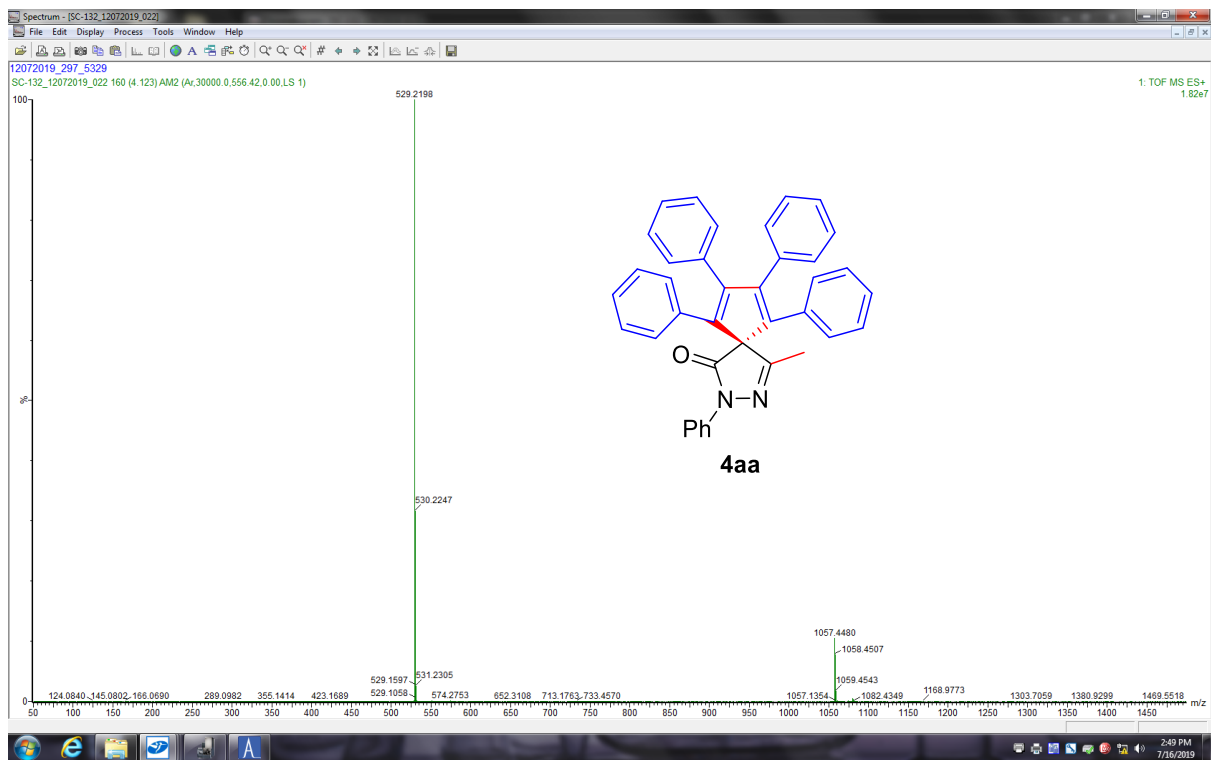 Spectrum - [SC-132_12072019_022]
File Edit Display Process Tools Window Help
12072019_297_5329
SC-132_12072019_022 160 (4.123) AM2 (Ar,30000.0,556.42,0.00,LS 1)
1: TOF MS ES+
1.82e7
100
%
0
529.2198
530.2247
531.2305
529.1597
529.1058
124.0840
145.0802
166.0690
289.0982
355.1414
423.1689
574.2753
652.3108
713.1763
733.4570
1057.4480
1058.4507
1059.4543
1057.1354
1082.4349
1168.9773
1303.7059
1380.9299
1469.5518
O
N
N
Ph
4aa
50 100 150 200 250 300 350 400 450 500 550 600 650 700 750 800 850 900 950 1000 1050 1100 1150 1200 1250 1300 1350 1400 1450
m/z
2:49 PM
7/16/2019